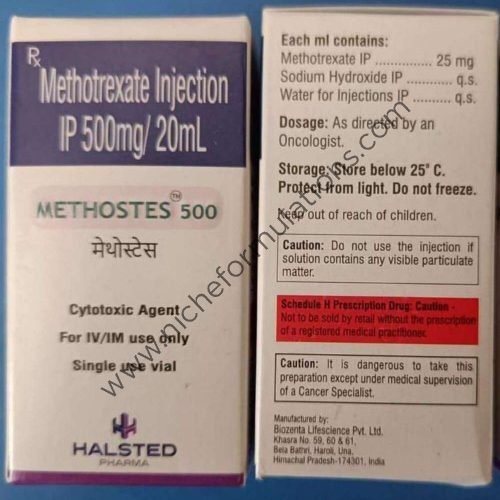 Rx
Methotrexate Injection
IP 500mg/ 20mL
METHOSTES™ 500
मेथोस्टेस
Cytotoxic Agent
For IV/IM use only
Single use vial
HALSTED
PHARMA
Each ml contains:
Methotrexate IP ............... 25 mg
Sodium Hydroxide IP ......... q.s.
Water for Injections IP ......... q.s.
Dosage: As directed by an
Oncologist.
Storage: Store below 25° C.
Protect from light. Do not freeze.
Keep out of reach of children.
Caution: Do not use the injection if
solution contains any visible particulate
matter.
Schedule H Prescription Drug: Caution -
Not to be sold by retail without the prescription
of a registered medical practitioner.
Caution: It is dangerous to take this
preparation except under medical supervision
of a Cancer Specialist.
Manufactured by:
Biozenta Lifescience Pvt. Ltd.
Khasra No. 59, 60 & 61,
Bela Bathri, Haroli, Una,
Himachal Pradesh-174301, India
www.nicheformulations.com